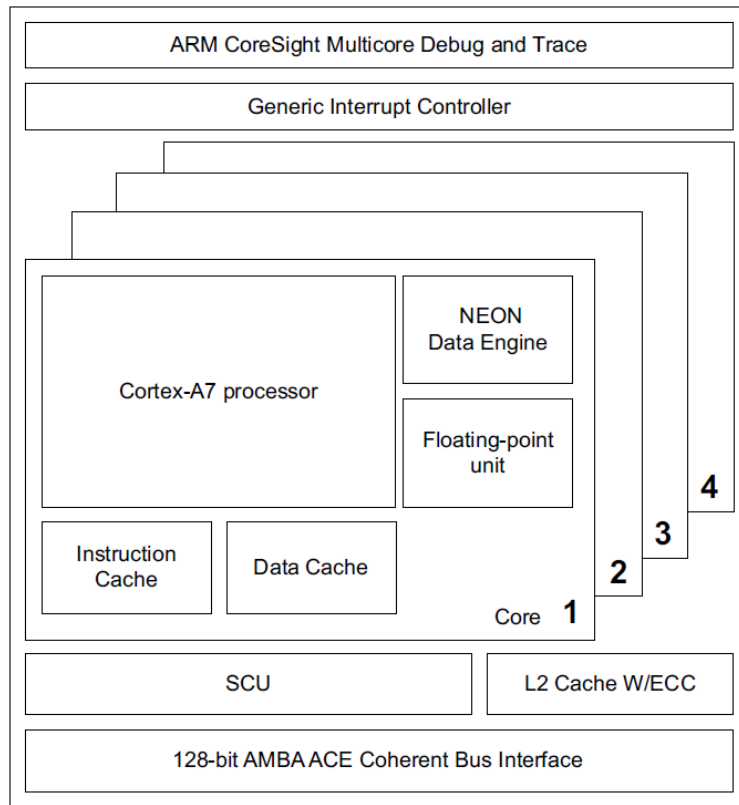 ARM CoreSight Multicore Debug and Trace
Generic Interrupt Controller
NEON
Data Engine
Cortex-A7 processor
Floating-point
unit
4
3
Instruction
Cache
Data Cache
2
Core 1
SCU
L2 Cache W/ECC
128-bit AMBA ACE Coherent Bus Interface